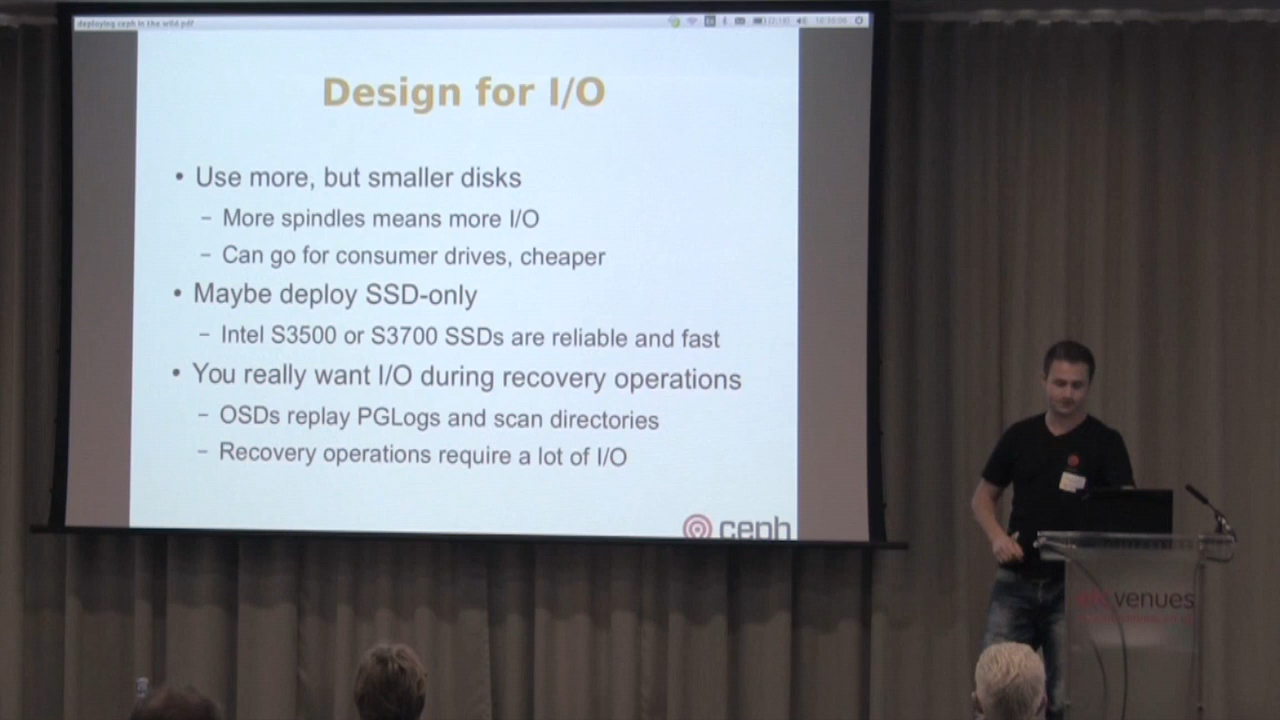 deploying ceph in the wild.pdf
Design for I/O
• Use more, but smaller disks
– More spindles means more I/O
– Can go for consumer drives, cheaper
• Maybe deploy SSD-only
– Intel S3500 or S3700 SSDs are reliable and fast
• You really want I/O during recovery operations
– OSDs replay PGLogs and scan directories
– Recovery operations require a lot of I/O
ceph
venues